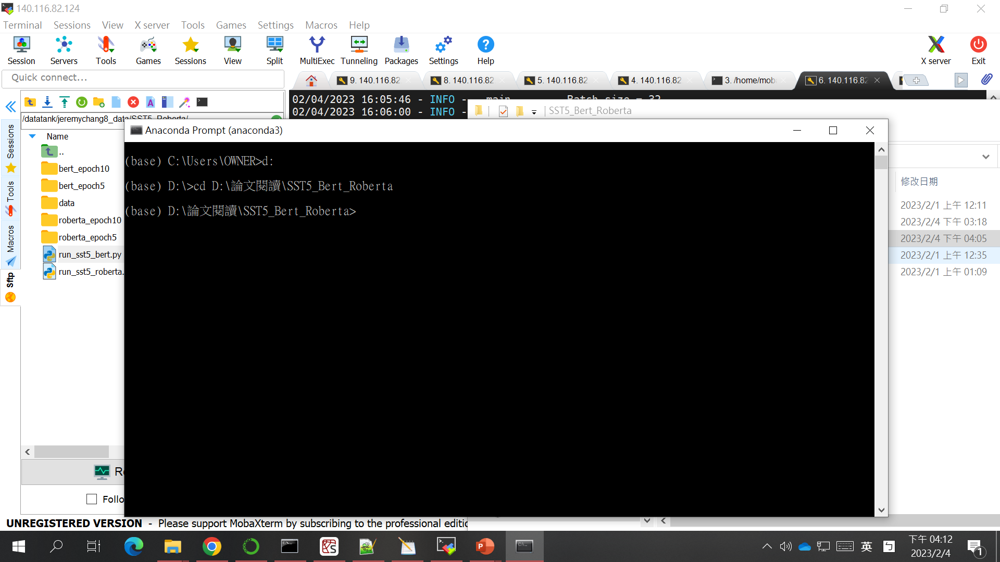 140.116.82.124
Terminal Sessions View X server Tools Games Settings Macros Help
Session Servers Tools Games Sessions View Split MultiExec Tunneling Packages Settings Help X server Exit
Quick connect...
9. 140.116.82 8. 140.116.82 5. 140.116.82 4. 140.116.82 3. /home/mob 6. 140.116.82
02/04/2023 16:05:46 - INFO - main Batch size = 32
02/04/2023 16:06:00 - INFO -
SST5_Bert_Roberta
/datatank/jeremychang8_data/SST5_Roberta/
Anaconda Prompt (anaconda3)
Name
..
bert_epoch10
bert_epoch5
data
roberta_epoch10
roberta_epoch5
run_sst5_bert.py
run_sst5_roberta.
Sessions
Tools
Macros
Sftp
(base) C:\Users\OWNER>d:
(base) D:\>cd D:\論文閱讀\SST5_Bert_Roberta
(base) D:\論文閱讀\SST5_Bert_Roberta>
修改日期
2023/2/1 上午 12:11
2023/2/4 下午 03:18
2023/2/4 下午 04:05
2023/2/1 上午 12:35
2023/2/1 上午 01:09
UNREGISTERED VERSION - Please support MobaXterm by subscribing to the professional editic
英
下午 04:12
2023/2/4
1